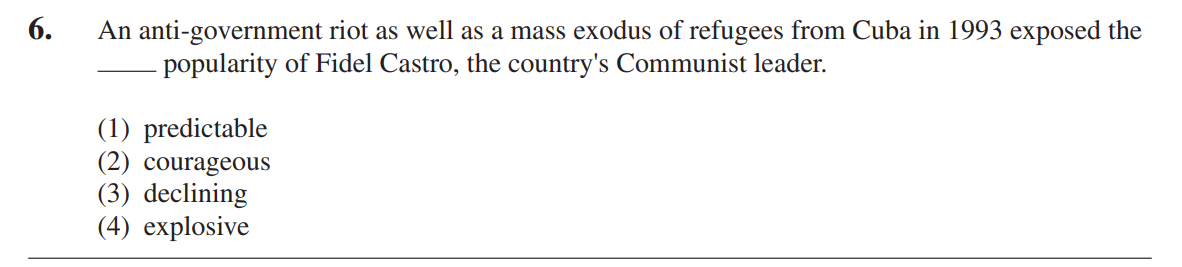 6. An anti-government riot as well as a mass exodus of refugees from Cuba in 1993 exposed the
____ popularity of Fidel Castro, the country's Communist leader.
(1) predictable
(2) courageous
(3) declining
(4) explosive